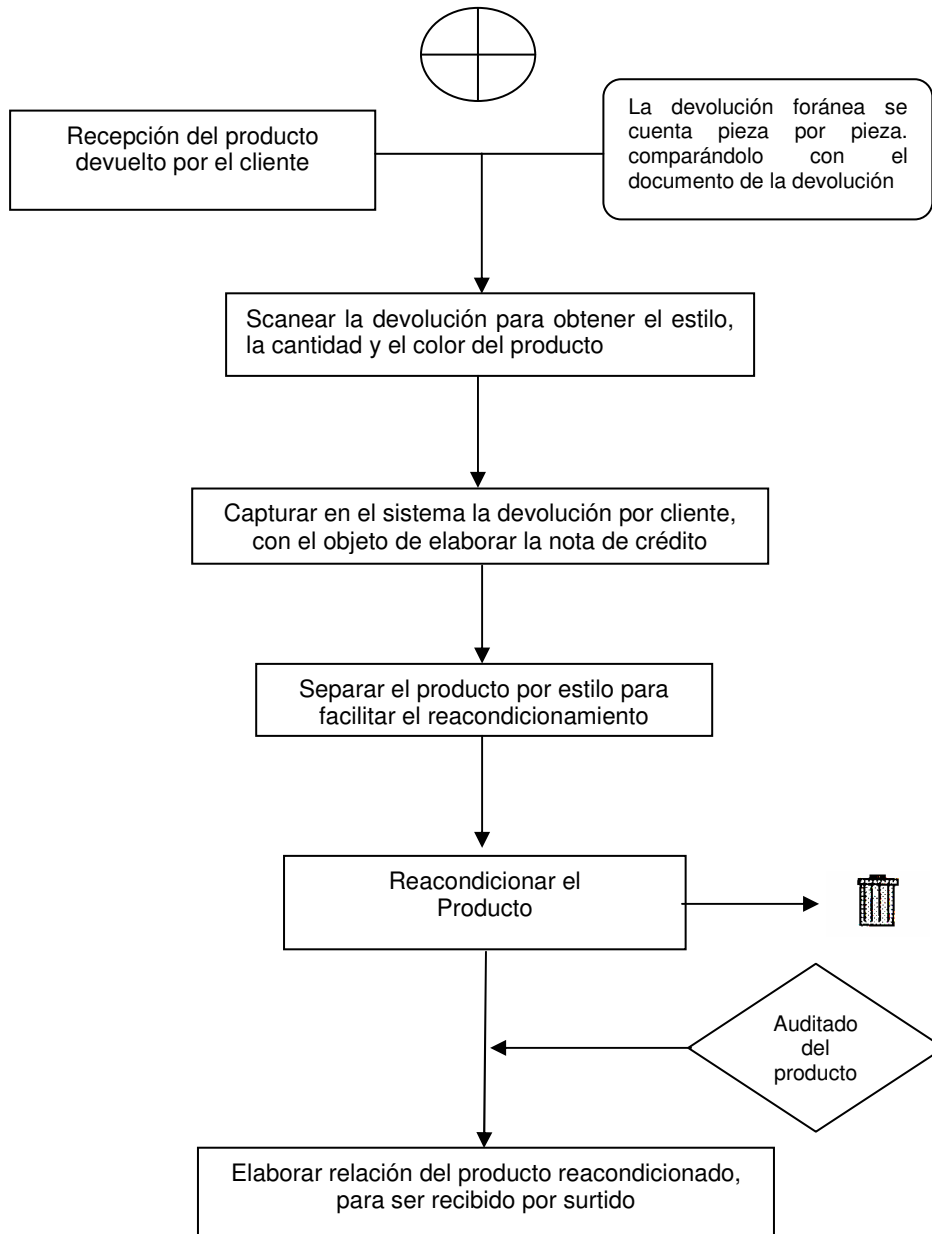 Recepción del producto
devuelto por el cliente
La devolución foránea se
cuenta pieza por pieza.
comparándolo con el
documento de la devolución
Scanear la devolución para obtener el estilo,
la cantidad y el color del producto
Capturar en el sistema la devolución por cliente,
con el objeto de elaborar la nota de crédito
Separar el producto por estilo para
facilitar el reacondicionamiento
Reacondicionar el
Producto
Auditado
del
producto
Elaborar relación del producto reacondicionado,
para ser recibido por surtido